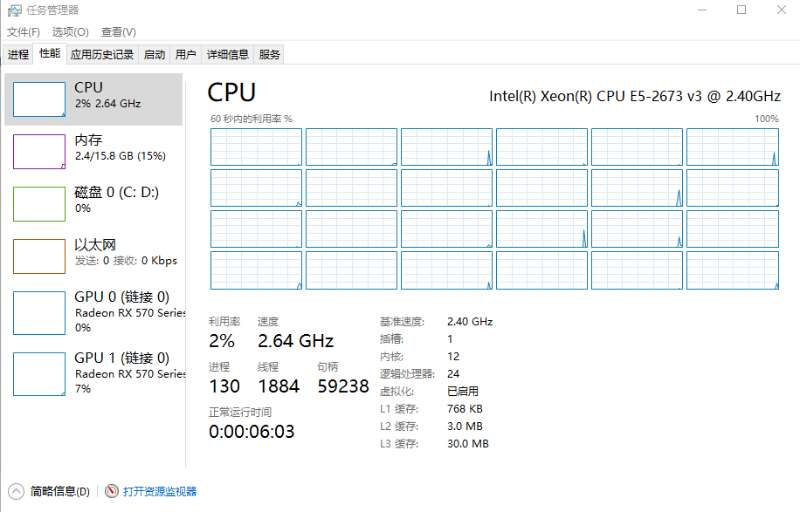 任务管理器
文件(F) 选项(O) 查看(V)
进程 性能 应用历史记录 启动 用户 详细信息 服务
CPU
2% 2.64 GHz
内存
2.4/15.8 GB (15%)
磁盘 0 (C: D:)
0%
以太网
发送: 0 接收: 0 Kbps
GPU 0 (链接 0)
Radeon RX 570 Series
0%
GPU 1 (链接 0)
Radeon RX 570 Series
7%
CPU
Intel(R) Xeon(R) CPU E5-2673 v3 @ 2.40GHz
60 秒内的利用率 % 100%
利用率 速度
2% 2.64 GHz
进程 线程 句柄
130 1884 59238
正常运行时间
0:00:06:03
基准速度: 2.40 GHz
插槽: 1
内核: 12
逻辑处理器: 24
虚拟化: 已启用
L1 缓存: 768 KB
L2 缓存: 3.0 MB
L3 缓存: 30.0 MB
简略信息(D) 打开资源监视器